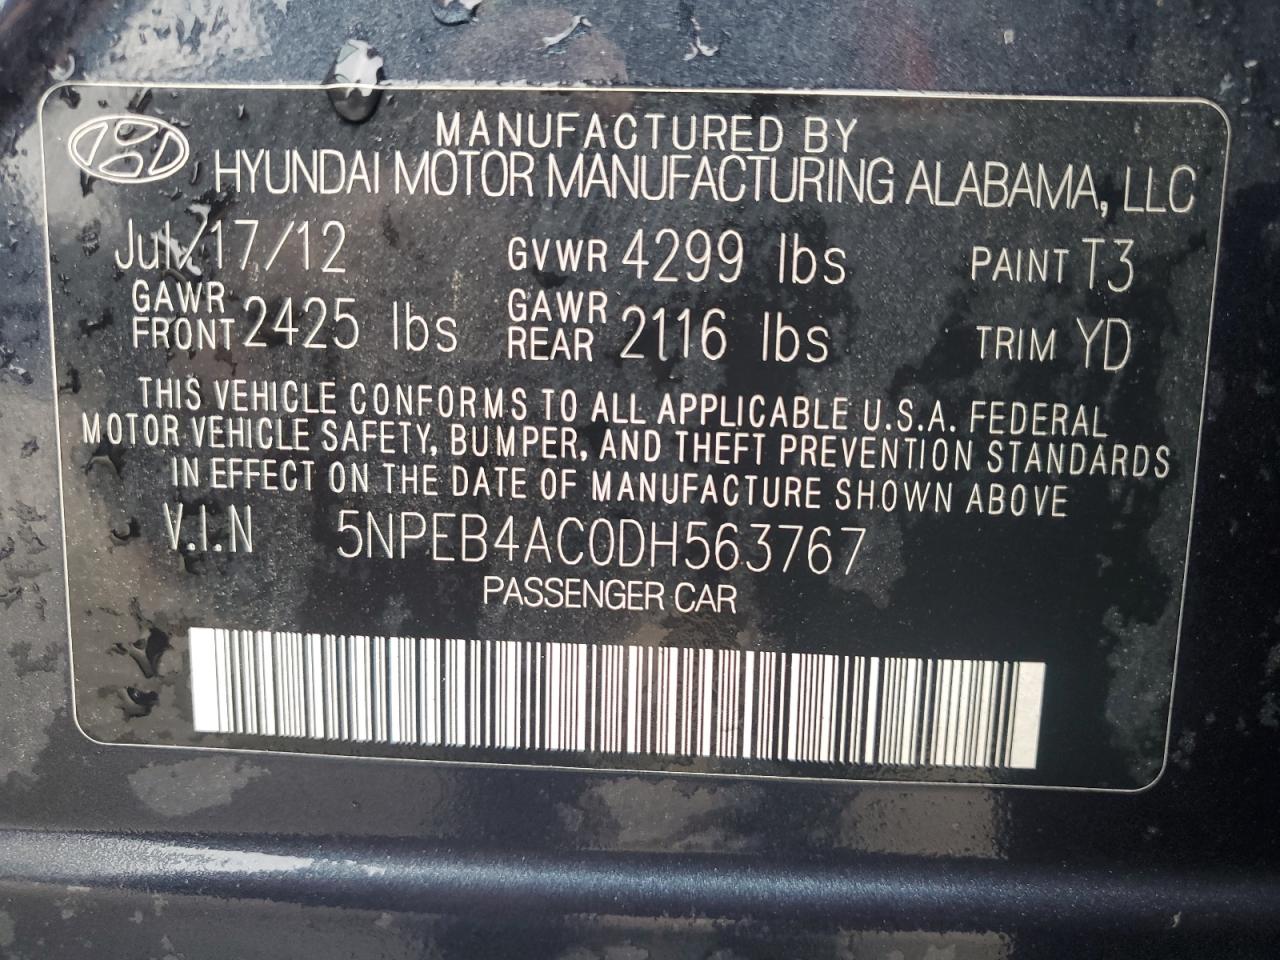 MANUFACTURED BY
HYUNDAI MOTOR MANUFACTURING ALABAMA, LLC
Jul/17/12 GVWR 4299 lbs PAINT T3
GAWR FRONT 2425 lbs GAWR REAR 2116 lbs TRIM YD
THIS VEHICLE CONFORMS TO ALL APPLICABLE U.S.A. FEDERAL
MOTOR VEHICLE SAFETY, BUMPER, AND THEFT PREVENTION STANDARDS
IN EFFECT ON THE DATE OF MANUFACTURE SHOWN ABOVE
V.I.N 5NPEB4AC0DH563767
PASSENGER CAR